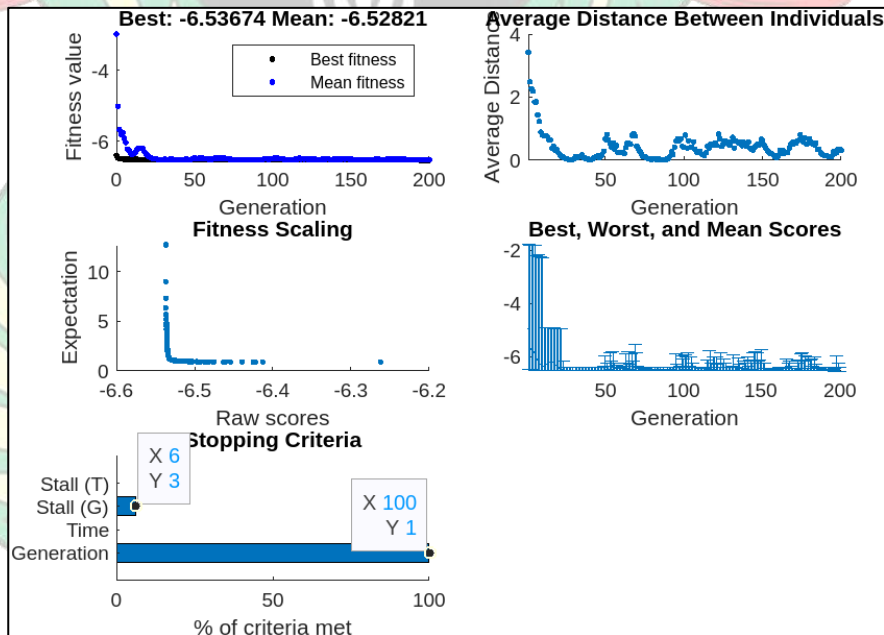 Best: -6.53674 Mean: -6.52821
Fitness value
-4
-6
Best fitness
Mean fitness
0 50 100 150 200
Generation
Average Distance Between Individuals
Average Distance
4
2
0
50 100 150 200
Generation
Fitness Scaling
Expectation
10
5
0
-6.6 -6.5 -6.4 -6.3 -6.2
Raw scores
Best, Worst, and Mean Scores
-2
-4
-6
50 100 150 200
Generation
Stopping Criteria
Stall (T)
Stall (G)
Time
Generation
X 6
Y 3
X 100
Y 1
0 50 100
% of criteria met